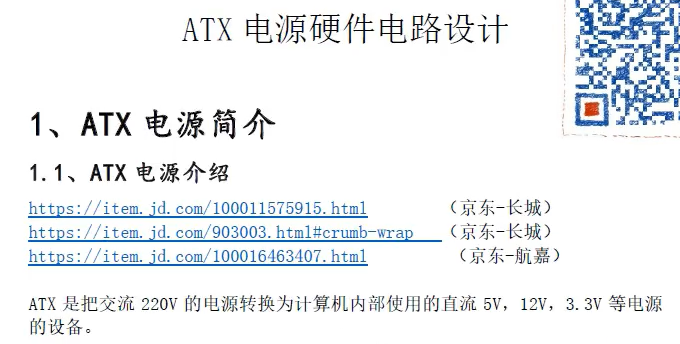 ATX 电源硬件电路设计
1、ATX 电源简介
1.1、ATX 电源介绍
https://item.jd.com/100011575915.html （京东-长城）
https://item.jd.com/903003.html#crumb-wrap （京东-长城）
https://item.jd.com/100016463407.html （京东-航嘉）
ATX 是把交流 220V 的电源转换为计算机内部使用的直流 5V，12V，3.3V 等电源
的设备。